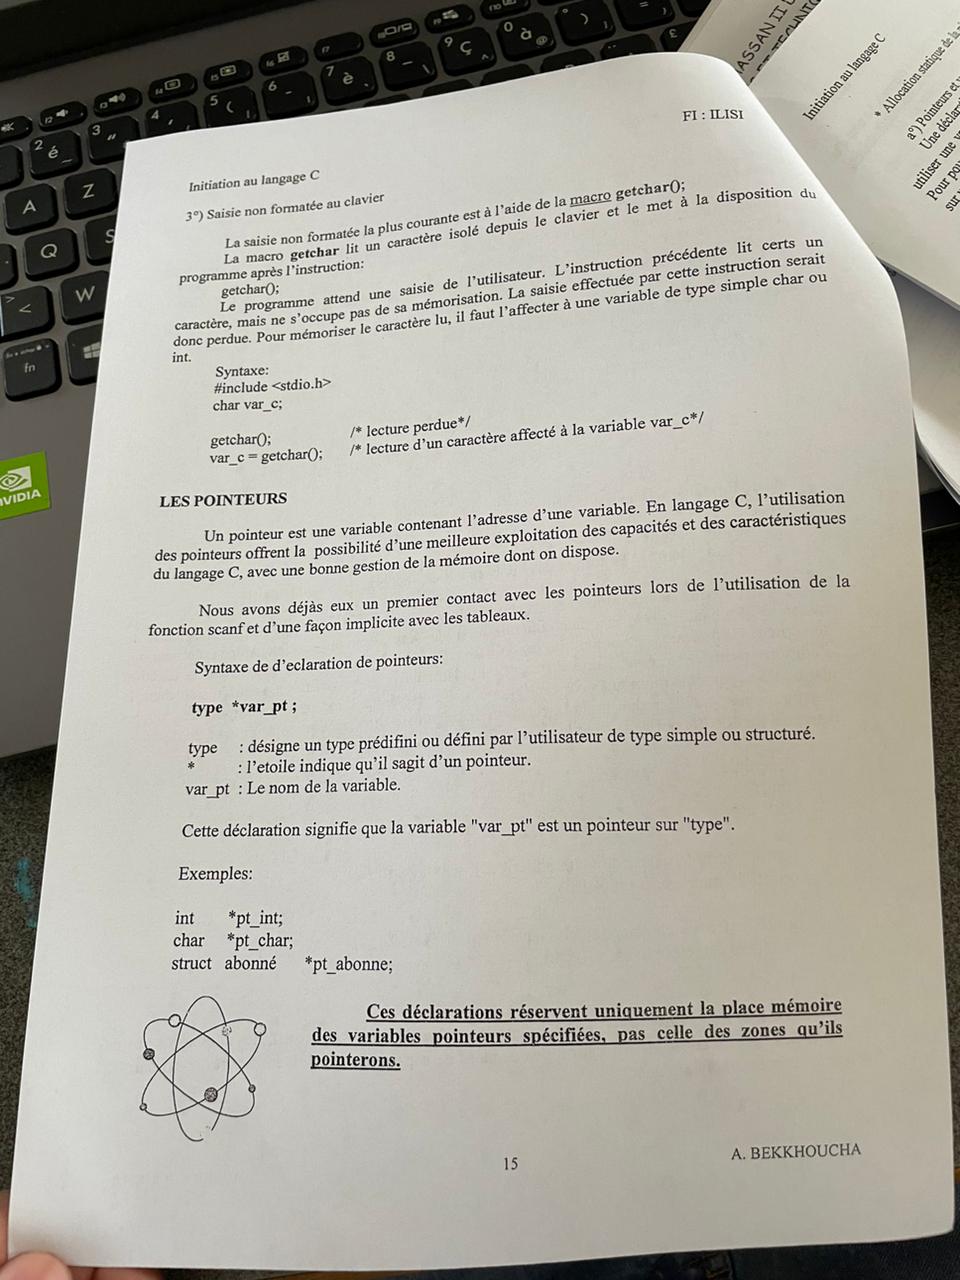 FI : ILISI
Initiation au langage C
3°) Saisie non formatée au clavier
La saisie non formatée la plus courante est à l'aide de la macro getchar();
La macro getchar lit un caractère isolé depuis le clavier et le met à la disposition du
programme après l'instruction:
getchar();
Le programme attend une saisie de l'utilisateur. L'instruction précédente lit certs un
caractère, mais ne s'occupe pas de sa mémorisation. La saisie effectuée par cette instruction serait
donc perdue. Pour mémoriser le caractère lu, il faut l'affecter à une variable de type simple char ou
int.
Syntaxe:
#include <stdio.h>
char var_c;
getchar(); /* lecture perdue*/
var_c = getchar(); /* lecture d'un caractère affecté à la variable var_c*/
LES POINTEURS
Un pointeur est une variable contenant l'adresse d'une variable. En langage C, l'utilisation
des pointeurs offrent la possibilité d'une meilleure exploitation des capacités et des caractéristiques
du langage C, avec une bonne gestion de la mémoire dont on dispose.
Nous avons déjàs eux un premier contact avec les pointeurs lors de l'utilisation de la
fonction scanf et d'une façon implicite avec les tableaux.
Syntaxe de d'eclaration de pointeurs:
type *var_pt ;
type : désigne un type prédifini ou défini par l'utilisateur de type simple ou structuré.
* : l'etoile indique qu'il sagit d'un pointeur.
var_pt : Le nom de la variable.
Cette déclaration signifie que la variable "var_pt" est un pointeur sur "type".
Exemples:
int *pt_int;
char *pt_char;
struct abonné *pt_abonne;
Ces déclarations réservent uniquement la place mémoire
des variables pointeurs spécifiées, pas celle des zones qu'ils
pointerons.
15
A. BEKKHOUCHA
Initiation au langage C
* Allocation statique de la
a°) Pointeurs et
Une déclar
utiliser une
Pour pou
sur
ASSAN II
A
Z
Q
S
W
fn
NVIDIA